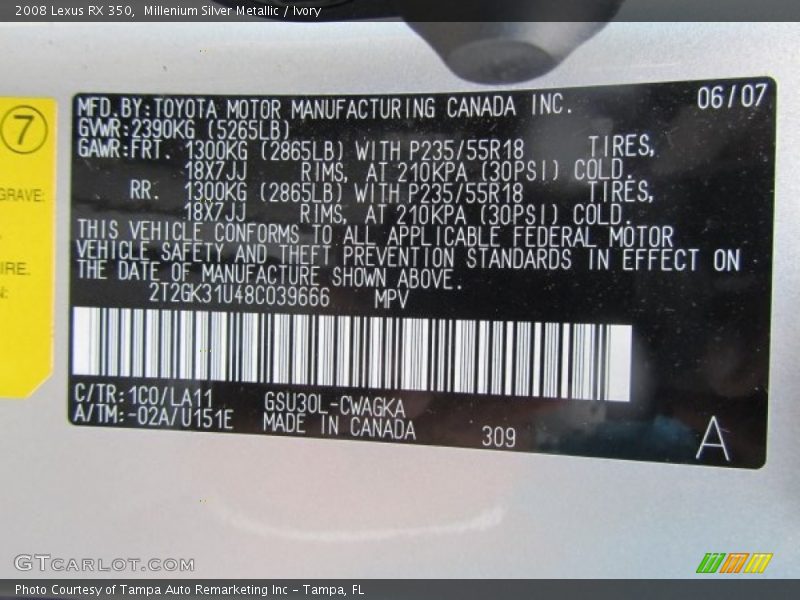 2008 Lexus RX 350, Millenium Silver Metallic / Ivory
7
GRAVE:
IRE.
N:
MFD. BY: TOYOTA MOTOR MANUFACTURING CANADA INC. 06/07
GVWR: 2390KG (5265LB)
GAWR: FRT. 1300KG (2865LB) WITH P235/55R18 TIRES,
18X7JJ RIMS, AT 210KPA (30PSI) COLD.
RR. 1300KG (2865LB) WITH P235/55R18 TIRES,
18X7JJ RIMS, AT 210KPA (30PSI) COLD.
THIS VEHICLE CONFORMS TO ALL APPLICABLE FEDERAL MOTOR
VEHICLE SAFETY AND THEFT PREVENTION STANDARDS IN EFFECT ON
THE DATE OF MANUFACTURE SHOWN ABOVE.
2T2GK31U48C039666 MPV
C/TR: 1C0/LA11 GSU30L-CWAGKA
A/TM: -02A/U151E MADE IN CANADA 309 A
GTCARLOT.COM
Photo Courtesy of Tampa Auto Remarketing Inc - Tampa, FL